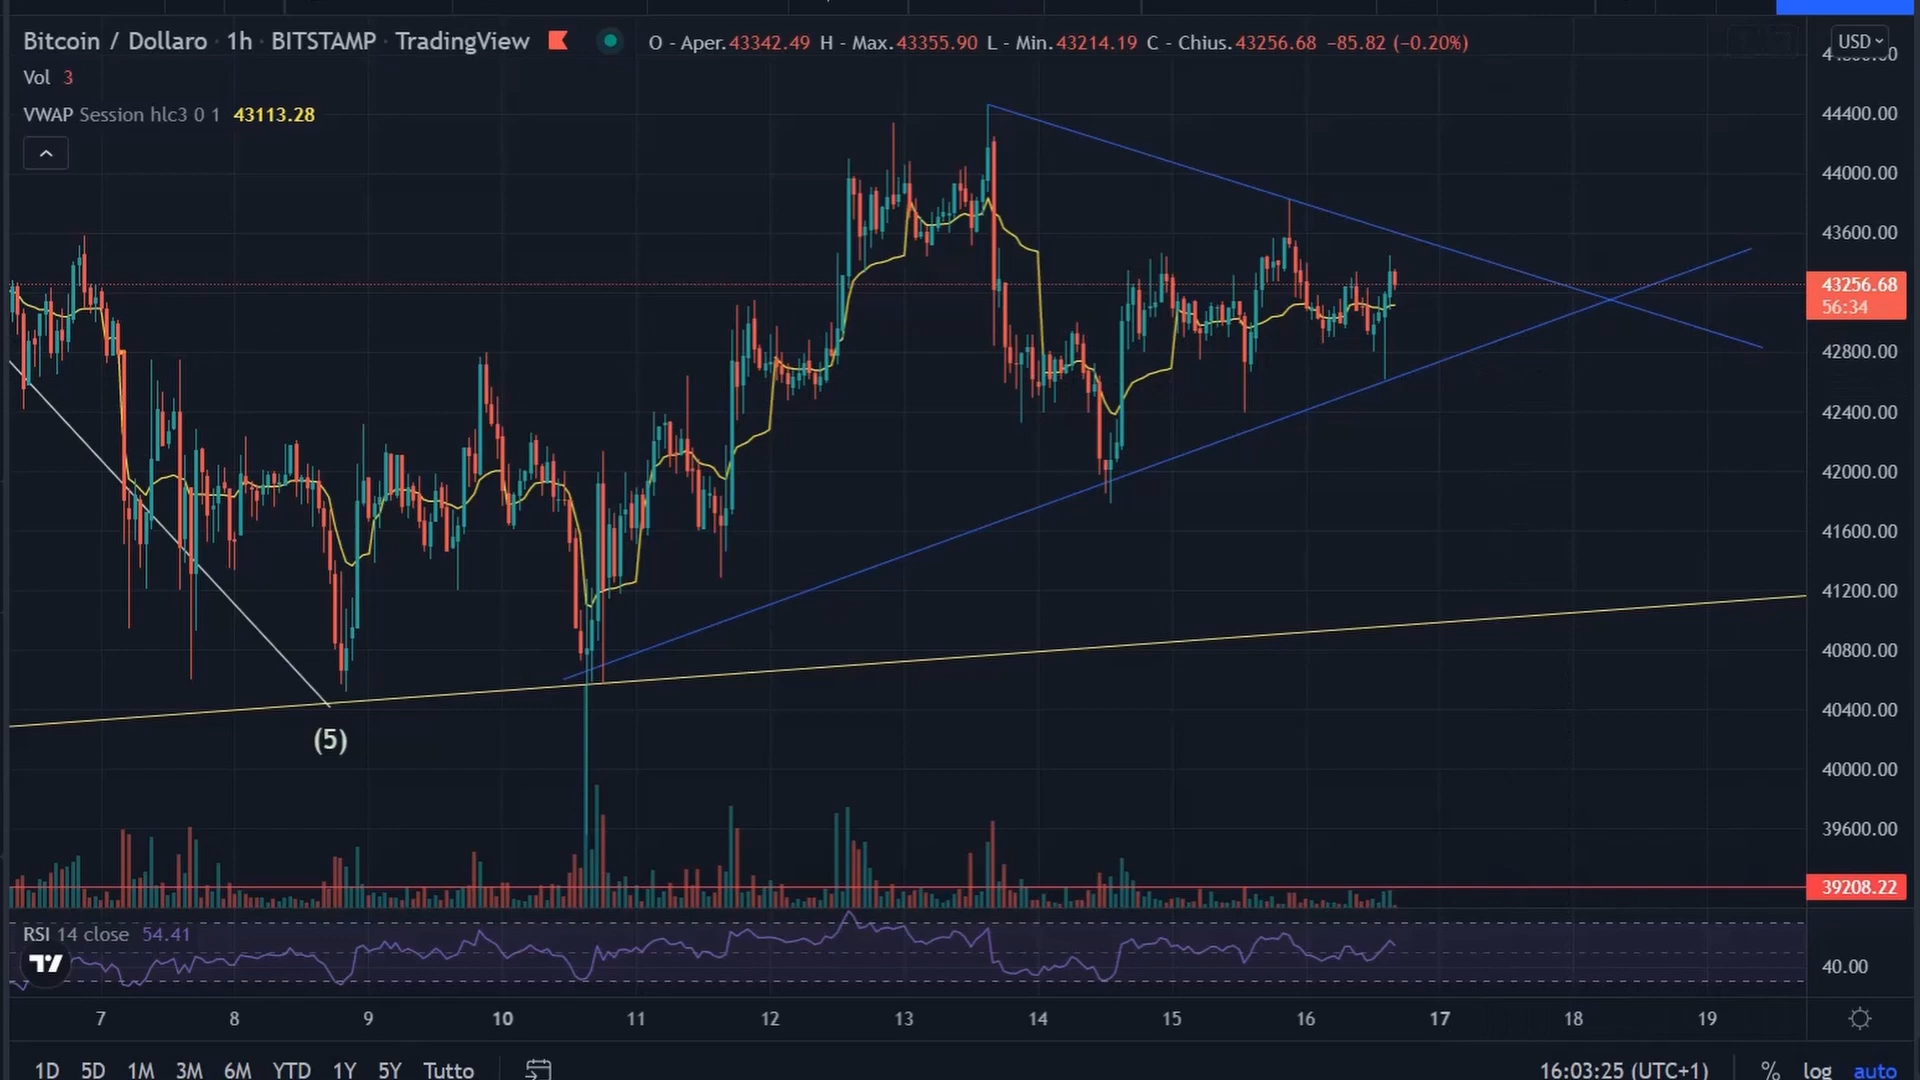 Bitcoin / Dollaro · 1h · BITSTAMP · TradingView O - Aper.43342.49 H - Max.43355.90 L - Min.43214.19 C - Chius.43256.68 −85.82 (−0.20%)
USD
Vol 3
VWAP Session hlc3 0 1 43113.28
44400.00
44000.00
43600.00
43256.68
56:34
42800.00
42400.00
42000.00
41600.00
41200.00
40800.00
40400.00
(5)
40000.00
39600.00
39208.22
RSI 14 close 54.41
40.00
7 8 9 10 11 12 13 14 15 16 17 18 19
1D 5D 1M 3M 6M YTD 1Y 5Y Tutto 16:03:25 (UTC+1) % log auto